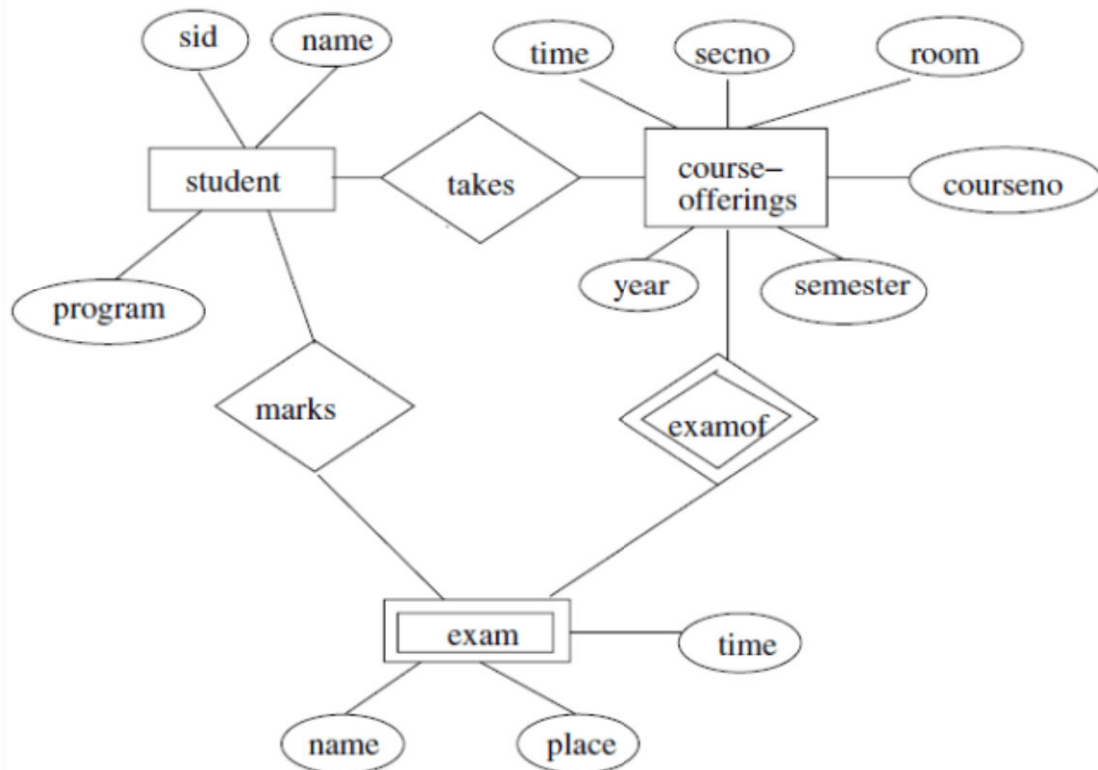 sid
name
time
secno
room
student
takes
course–
offerings
courseno
program
year
semester
marks
examof
exam
time
name
place